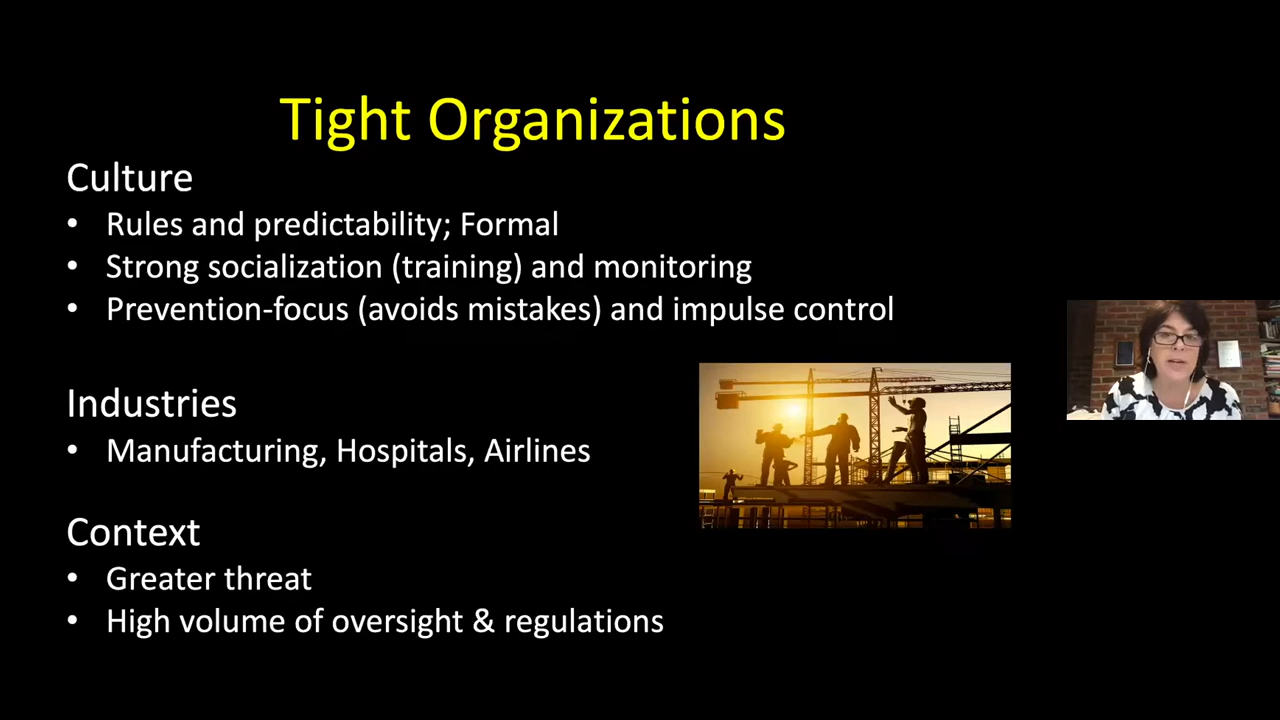 Tight Organizations
Culture
• Rules and predictability; Formal
• Strong socialization (training) and monitoring
• Prevention-focus (avoids mistakes) and impulse control
Industries
• Manufacturing, Hospitals, Airlines
Context
• Greater threat
• High volume of oversight & regulations